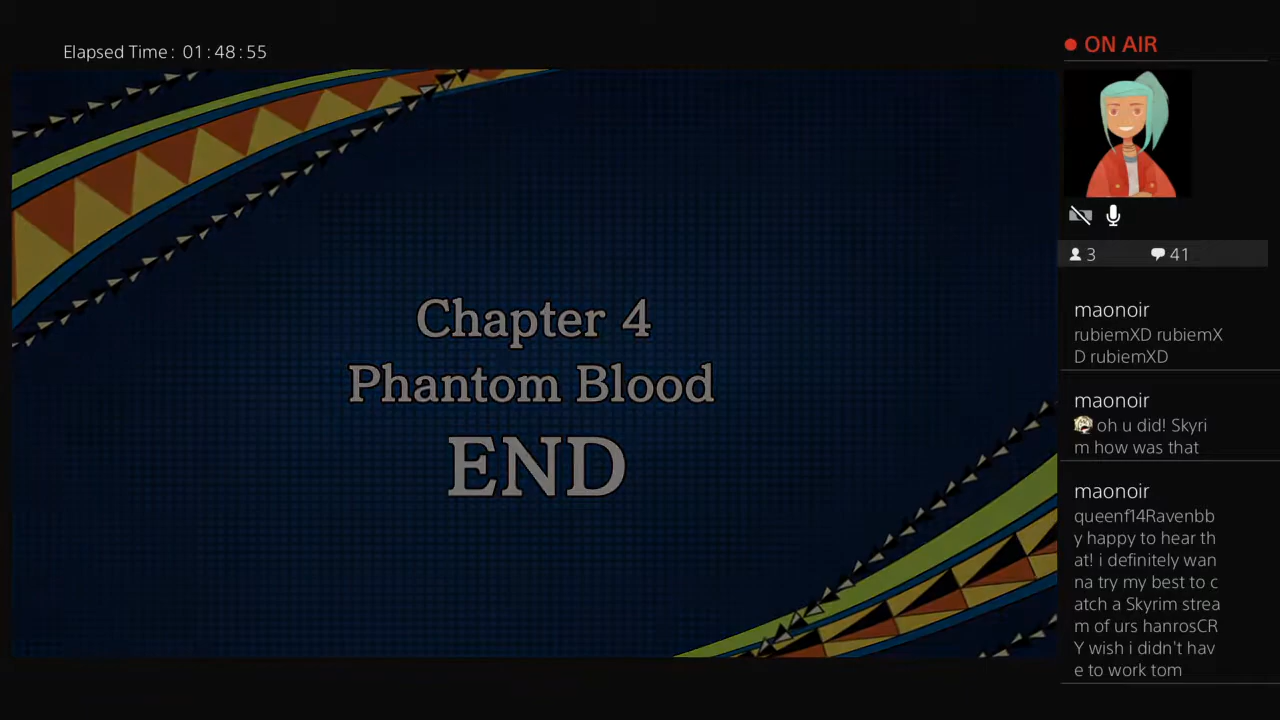 Elapsed Time: 01:48:55
ON AIR
3 41
Chapter 4
Phantom Blood
END
maonoir
rubiemXD rubiemX
D rubiemXD
maonoir
oh u did! Skyri
m how was that
maonoir
queenf14Ravenbb
y happy to hear th
at! i definitely wan
na try my best to c
atch a Skyrim strea
m of urs hanrosCR
Y wish i didn't hav
e to work tom